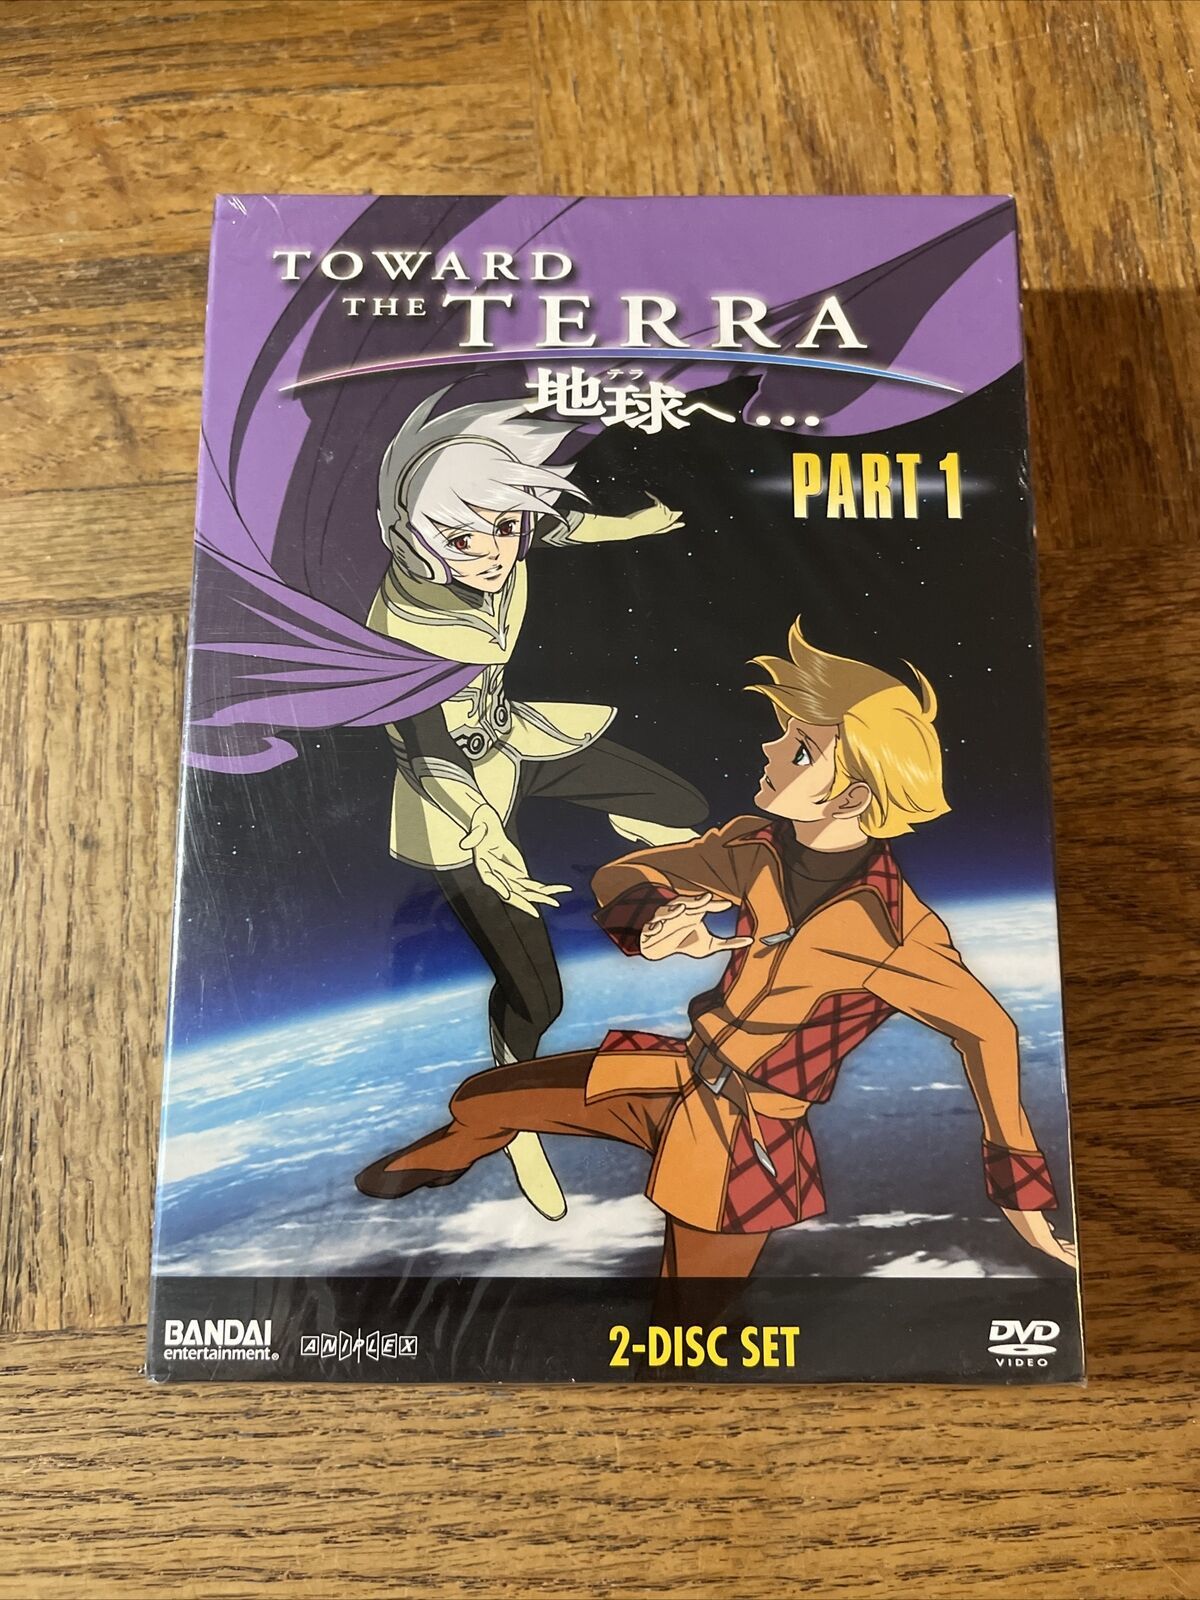 TOWARD
THE TERRA
テラ
地球へ...
PART 1
BANDAI
entertainment®
ANIPLEX
2-DISC SET
DVD
VIDEO